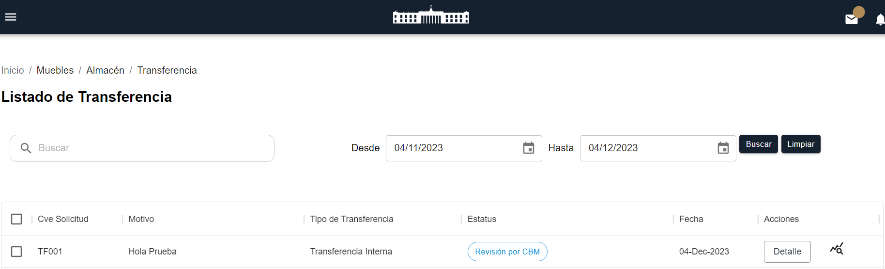 Inicio / Muebles / Almacén / Transferencia
Listado de Transferencia
Buscar Desde 04/11/2023 Hasta 04/12/2023 Buscar Limpiar
Cve Solicitud Motivo Tipo de Transferencia Estatus Fecha Acciones
TF001 Hola Prueba Transferencia Interna Revisión por CBM 04-Dec-2023 Detalle